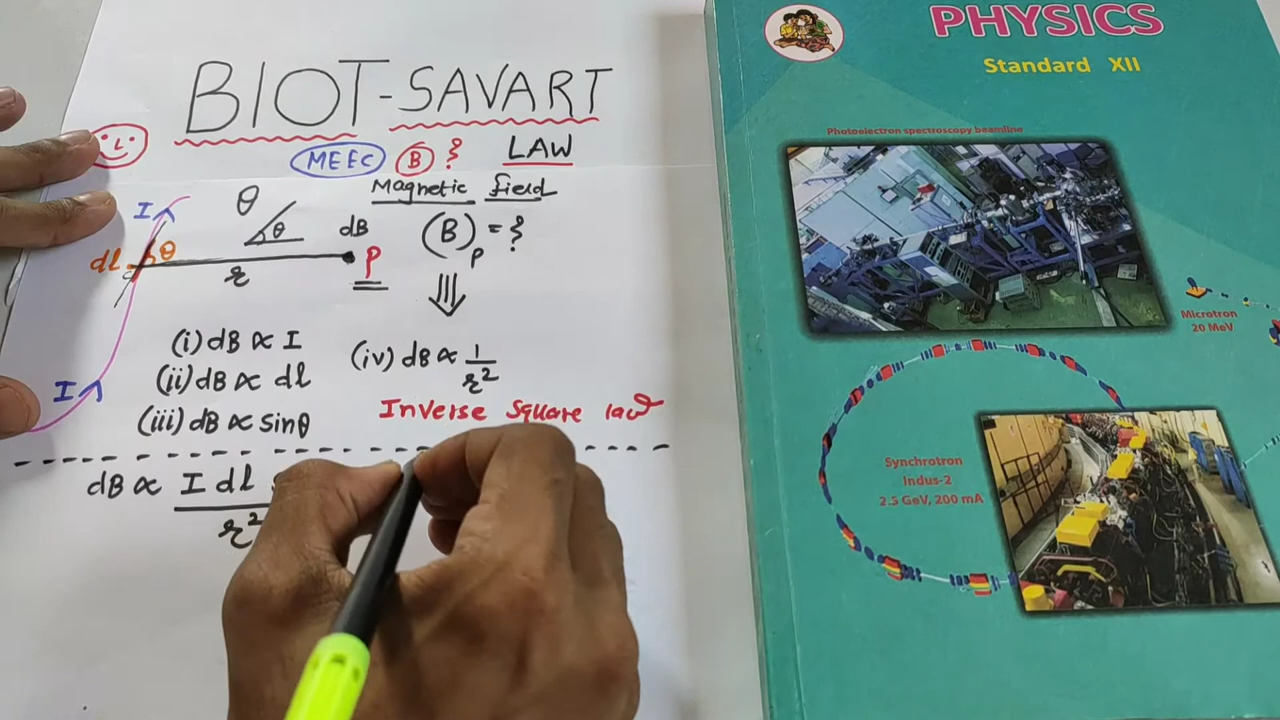 BIOT-SAVART
MEEC B ? LAW
Magnetic field
I θ θ dB (B)p = ?
dl θ r P
(i) dB ∝ I
(ii) dB ∝ dl
(iii) dB ∝ sinθ
I
(iv) dB ∝ 1/r²
Inverse Square law
dB ∝ I dl
r²
PHYSICS
Standard XII
Photoelectron spectroscopy beamline
Microtron
20 MeV
Synchrotron
Indus-2
2.5 GeV, 200 mA